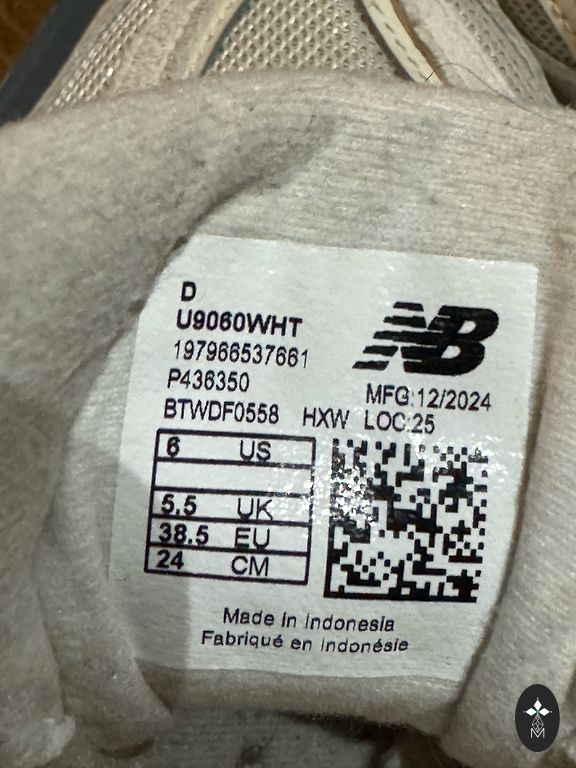 D
U9060WHT
197966537661
P436350
MFG:12/2024
BTWDF0558 HXW LOC:25
6 US
5.5 UK
38.5 EU
24 CM
Made in Indonesia
Fabriqué en Indonésie
NB
M